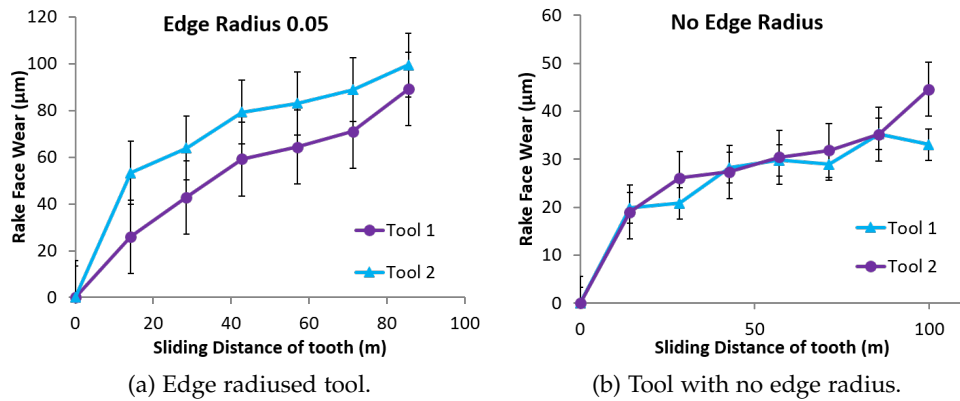 Edge Radius 0.05
Rake Face Wear (µm)
120
100
80
60
40
20
0
0 20 40 60 80 100
Sliding Distance of tooth (m)
Tool 1
Tool 2
(a) Edge radiused tool.
No Edge Radius
Rake Face Wear (µm)
60
50
40
30
20
10
0
0 50 100
Sliding Distance of tooth (m)
Tool 1
Tool 2
(b) Tool with no edge radius.